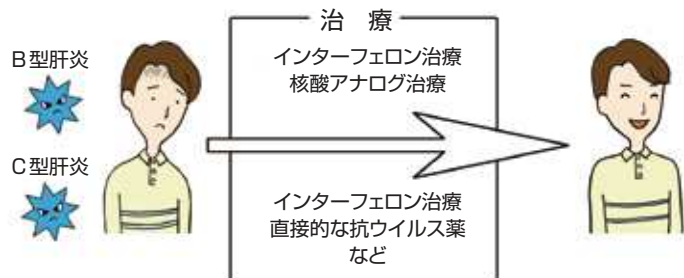 治　療
B型肝炎
インターフェロン治療
核酸アナログ治療
C型肝炎
インターフェロン治療
直接的な抗ウイルス薬
など